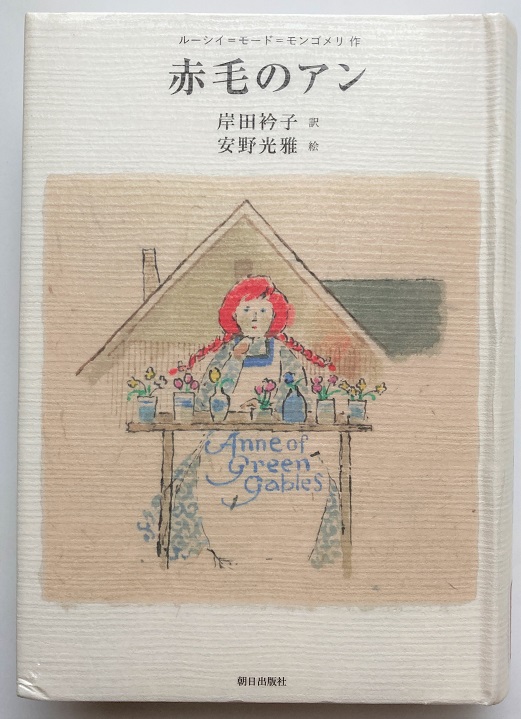 ルーシイ＝モード＝モンゴメリ 作
赤毛のアン
岸田衿子 訳
安野光雅 絵
Anne of
Green
Gables
朝日出版社